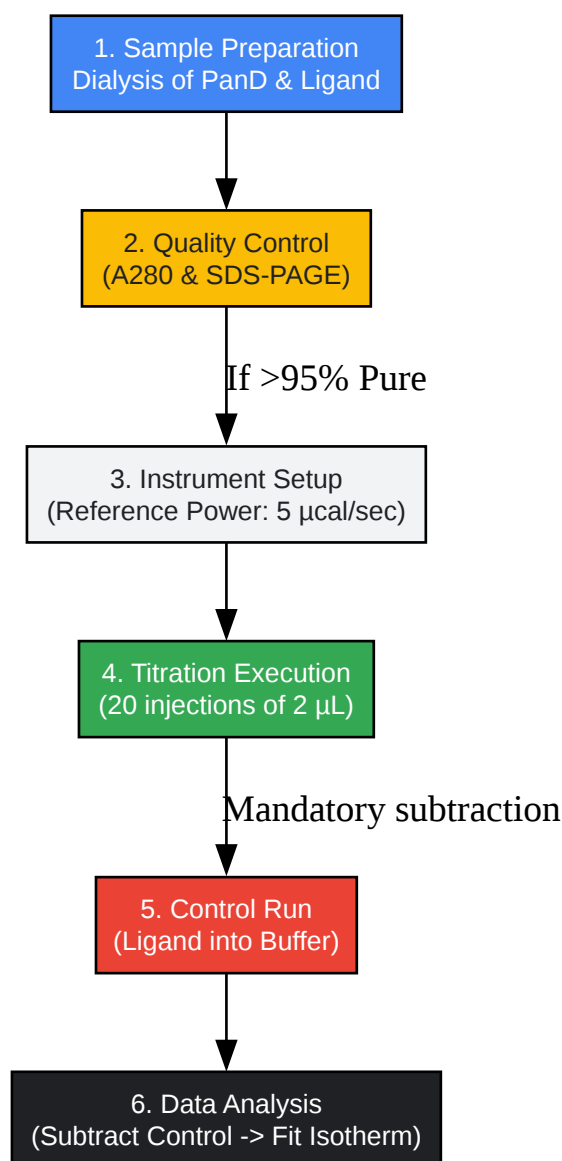 1. Sample Preparation
Dialysis of PanD & Ligand
2. Quality Control
(A280 & SDS-PAGE)
If >95% Pure
3. Instrument Setup
(Reference Power: 5 µcal/sec)
4. Titration Execution
(20 injections of 2 µL)
Mandatory subtraction
5. Control Run
(Ligand into Buffer)
6. Data Analysis
(Subtract Control -> Fit Isotherm)